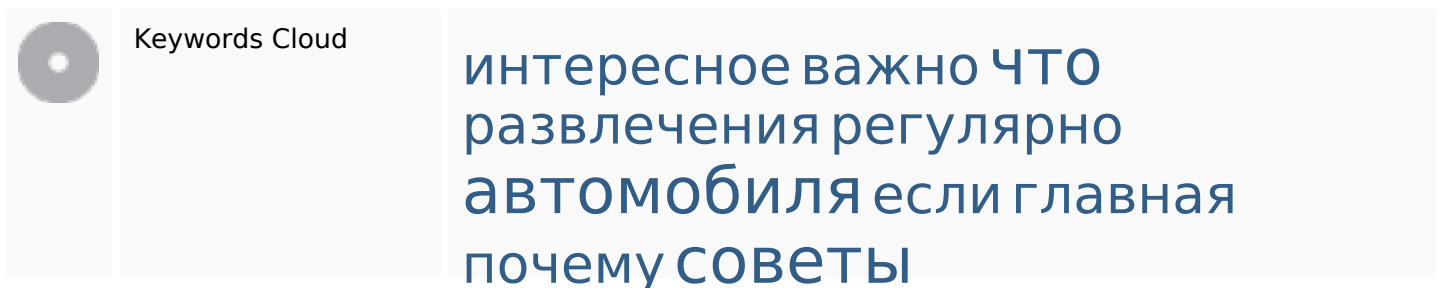 Keywords Cloud
интересное важно что
развлечения регулярно
автомобиля если главная
почему советы